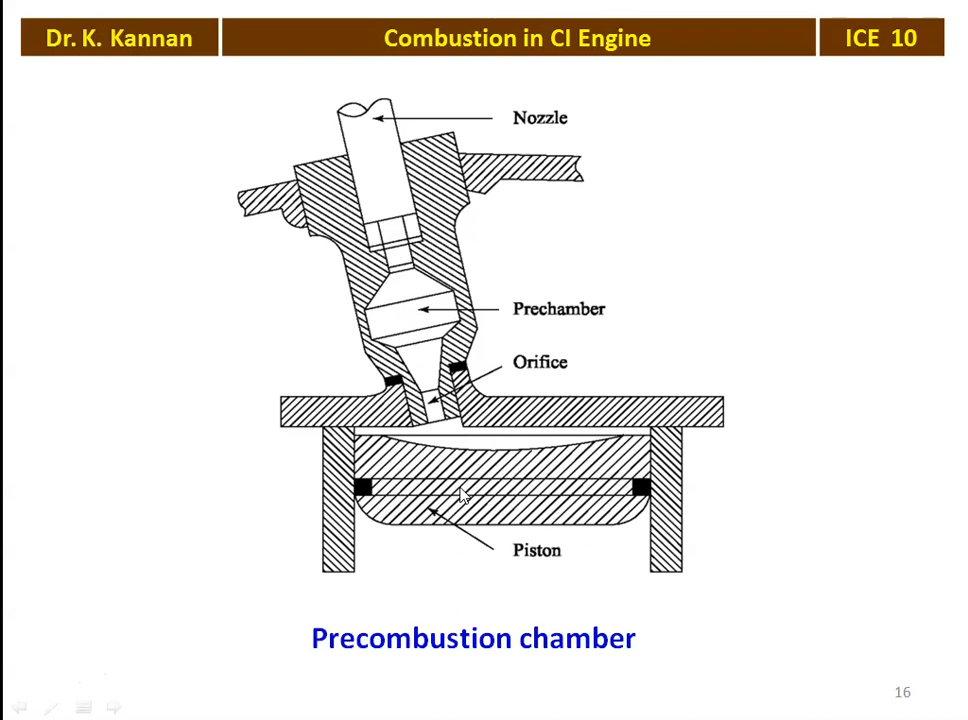 Dr. K. Kannan
Combustion in CI Engine
ICE 10
Nozzle
Prechamber
Orifice
Piston
Precombustion chamber
16